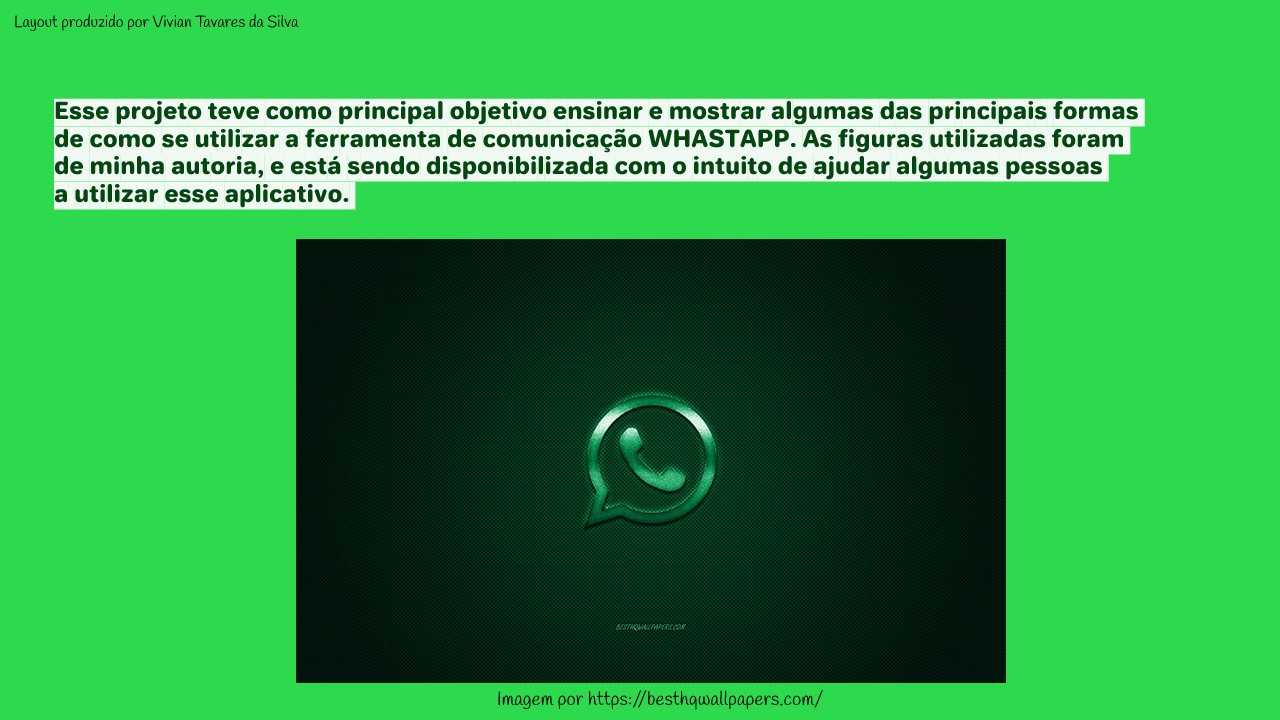 Layout produzido por Vivian Tavares da Silva
Esse projeto teve como principal objetivo ensinar e mostrar algumas das principais formas
de como se utilizar a ferramenta de comunicação WHASTAPP. As figuras utilizadas foram
de minha autoria, e está sendo disponibilizada com o intuito de ajudar algumas pessoas
a utilizar esse aplicativo.
BESTHQWALLPAPERS.COM
Imagem por https://besthqwallpapers.com/